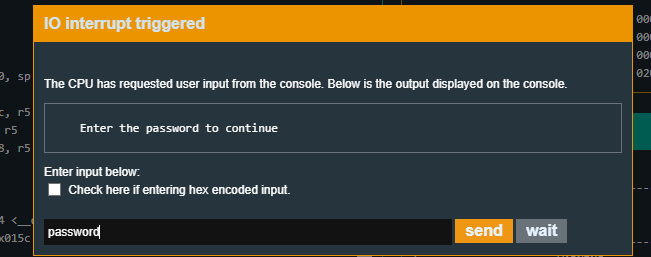 IO interrupt triggered
000
000
0, sp
000
The CPU has requested user input from the console. Below is the output displayed on the console.
020
c, r5
Enter the password to continue
r5
8, r5
Enter input below:
Check here if entering hex encoded input.
4 <__
password
send
wait
x015c